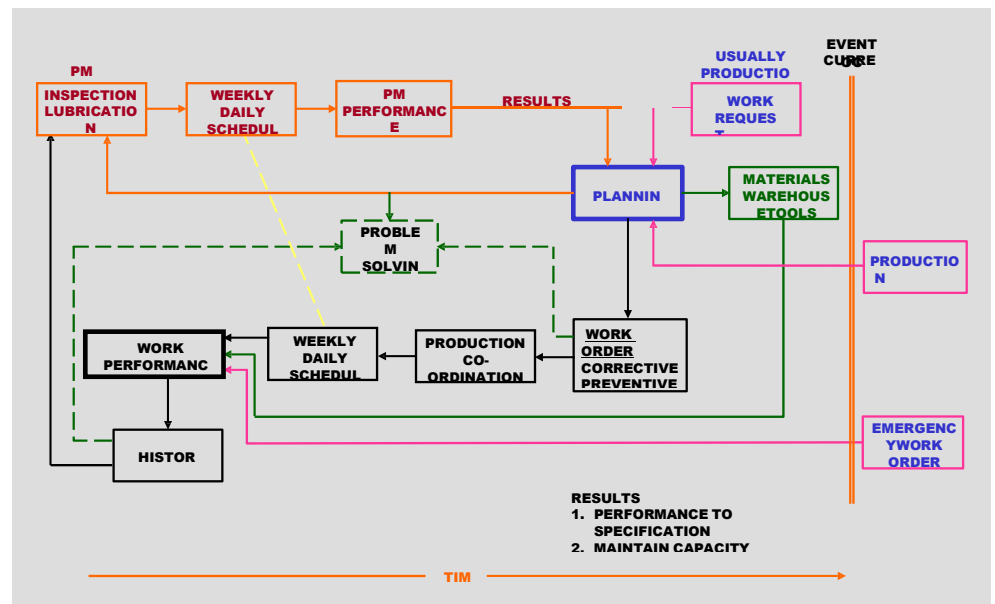 EVENT
OC
CURRE
USUALLY
PRODUCTIO
PM
INSPECTION
LUBRICATIO
N
WEEKLY
DAILY
SCHEDUL
PM
PERFORMANC
E
RESULTS
WORK
REQUES
T
PLANNIN
MATERIALS
WAREHOUS
ETOOLS
PROBLE
M
SOLVIN
PRODUCTIO
N
WORK
PERFORMANC
WEEKLY
DAILY
SCHEDUL
PRODUCTION
CO-
ORDINATION
WORK
ORDER
CORRECTIVE
PREVENTIVE
HISTOR
EMERGENC
YWORK
ORDER
RESULTS
1. PERFORMANCE TO
SPECIFICATION
2. MAINTAIN CAPACITY
TIM